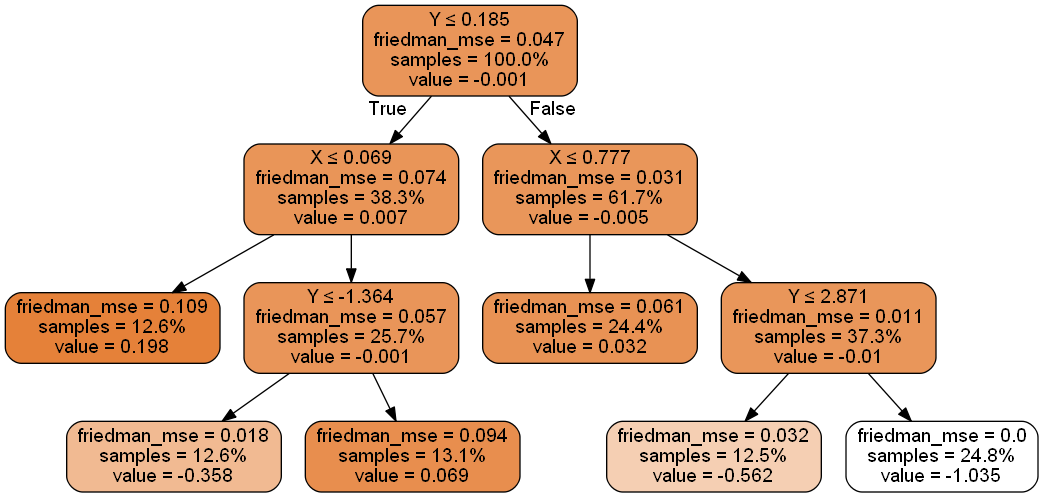 Y ≤ 0.185
friedman_mse = 0.047
samples = 100.0%
value = -0.001
True
False
X ≤ 0.069
friedman_mse = 0.074
samples = 38.3%
value = 0.007
X ≤ 0.777
friedman_mse = 0.031
samples = 61.7%
value = -0.005
friedman_mse = 0.109
samples = 12.6%
value = 0.198
Y ≤ -1.364
friedman_mse = 0.057
samples = 25.7%
value = -0.001
friedman_mse = 0.061
samples = 24.4%
value = 0.032
Y ≤ 2.871
friedman_mse = 0.011
samples = 37.3%
value = -0.01
friedman_mse = 0.018
samples = 12.6%
value = -0.358
friedman_mse = 0.094
samples = 13.1%
value = 0.069
friedman_mse = 0.032
samples = 12.5%
value = -0.562
friedman_mse = 0.0
samples = 24.8%
value = -1.035